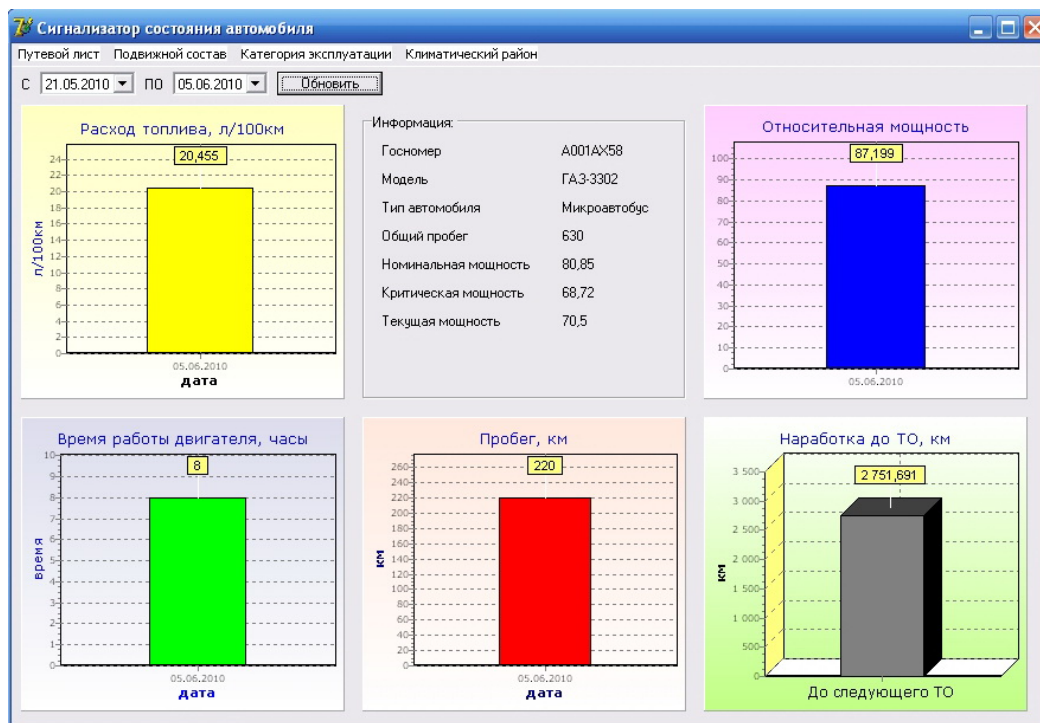 Сигнализатор состояния автомобиля
Путевой лист Подвижной состав Категория эксплуатации Климатический район
С 21.05.2010 ПО 05.06.2010 Обновить
Расход топлива, л/100км
20,455
24
22
20
18
16
14
12
10
8
6
4
2
0
л/100км
05.06.2010
дата
Информация:
Госномер А001АХ58
Модель ГАЗ-3302
Тип автомобиля Микроавтобус
Общий пробег 630
Номинальная мощность 80,85
Критическая мощность 68,72
Текущая мощность 70,5
Относительная мощность
87,199
100
90
80
70
60
50
40
30
20
10
0
05.06.2010
Время работы двигателя, часы
8
10
9
8
7
6
5
4
3
2
1
0
время
05.06.2010
дата
Пробег, км
220
260
240
220
200
180
160
140
120
100
80
60
40
20
0
км
05.06.2010
дата
Наработка до ТО, км
2 751,691
3 500
3 000
2 500
2 000
1 500
1 000
500
0
км
До следующего ТО